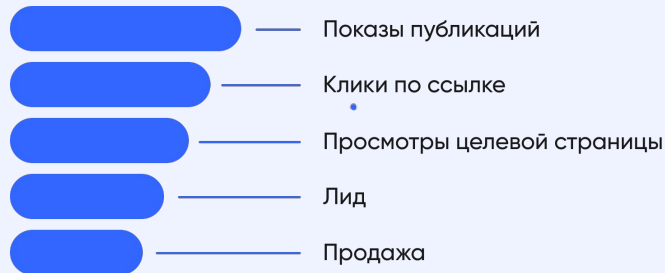 Показы публикаций
Клики по ссылке
Просмотры целевой страницы
Лид
Продажа